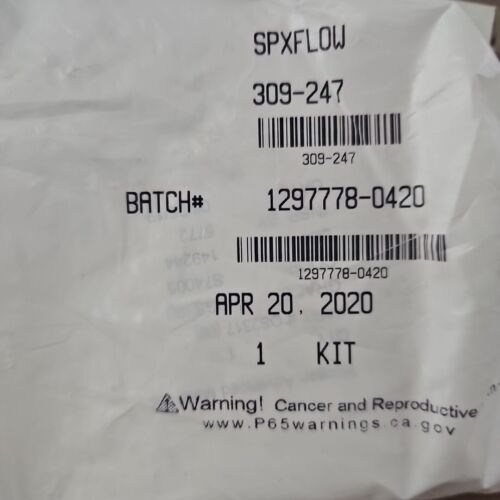 SPXFLOW
309-247
309-247
BATCH# 1297778-0420
1297778-0420
APR 20, 2020
1 KIT
Warning! Cancer and Reproductive
www.P65warnings.ca.gov